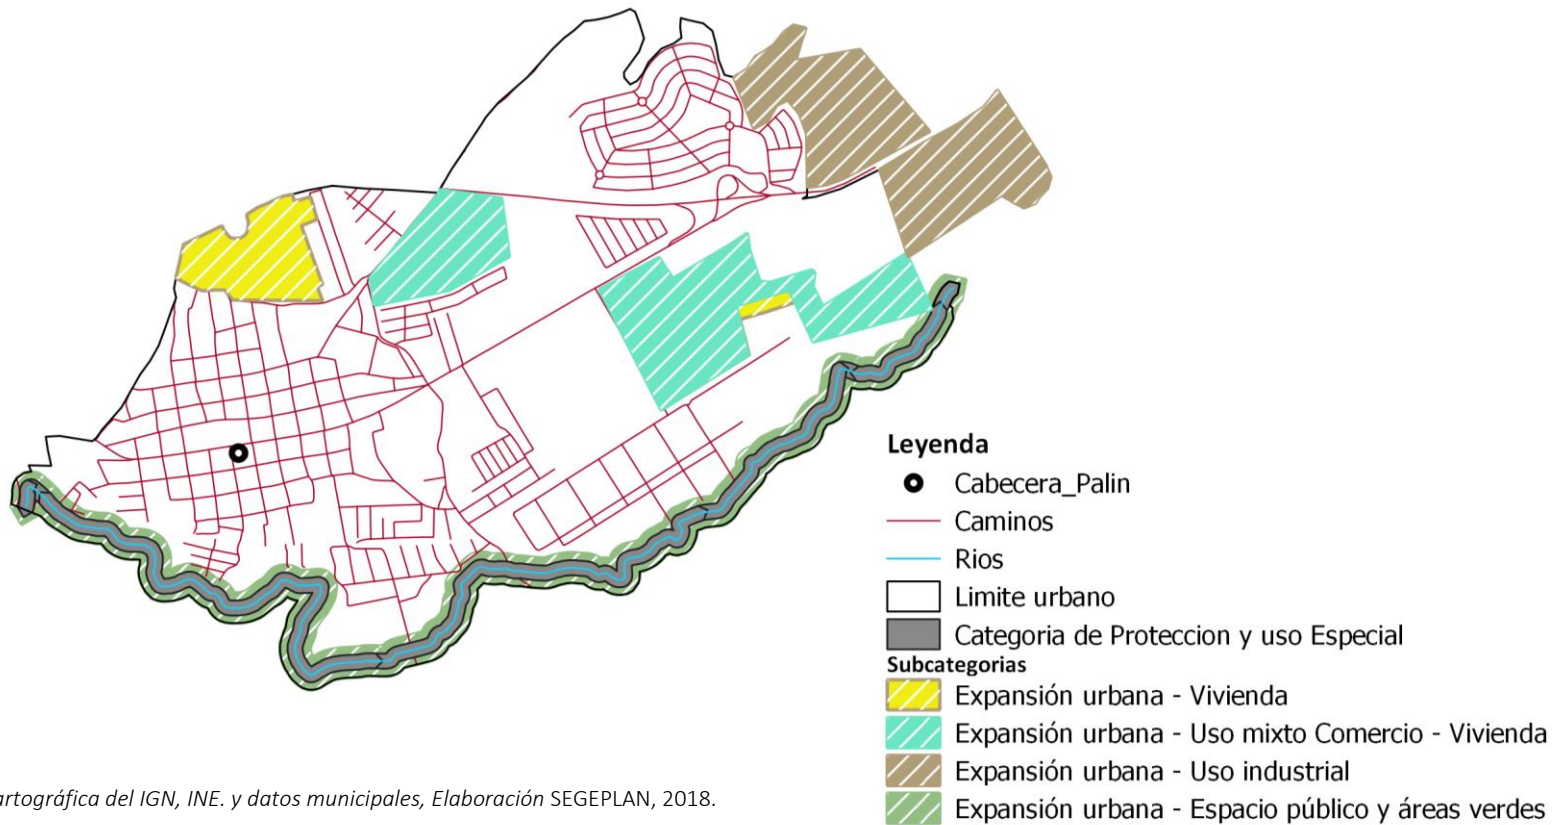 Leyenda
Cabecera_Palin
Caminos
Rios
Limite urbano
Categoria de Proteccion y uso Especial
Subcategorias
Expansión urbana - Vivienda
Expansión urbana - Uso mixto Comercio - Vivienda
Expansión urbana - Uso industrial
Expansión urbana - Espacio público y áreas verdes
artográfica del IGN, INE. y datos municipales, Elaboración SEGEPLAN, 2018.